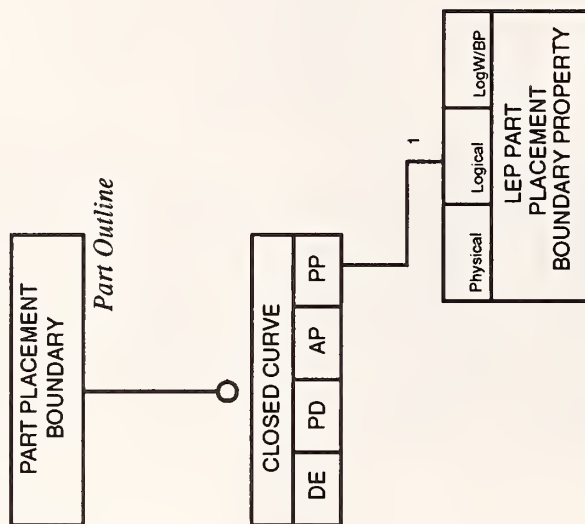 PART PLACEMENT
BOUNDARY
Part Outline
CLOSED CURVE
DE
PD
AP
PP
1
Physical
Logical
LogW/BP
LEP PART
PLACEMENT
BOUNDARY PROPERTY